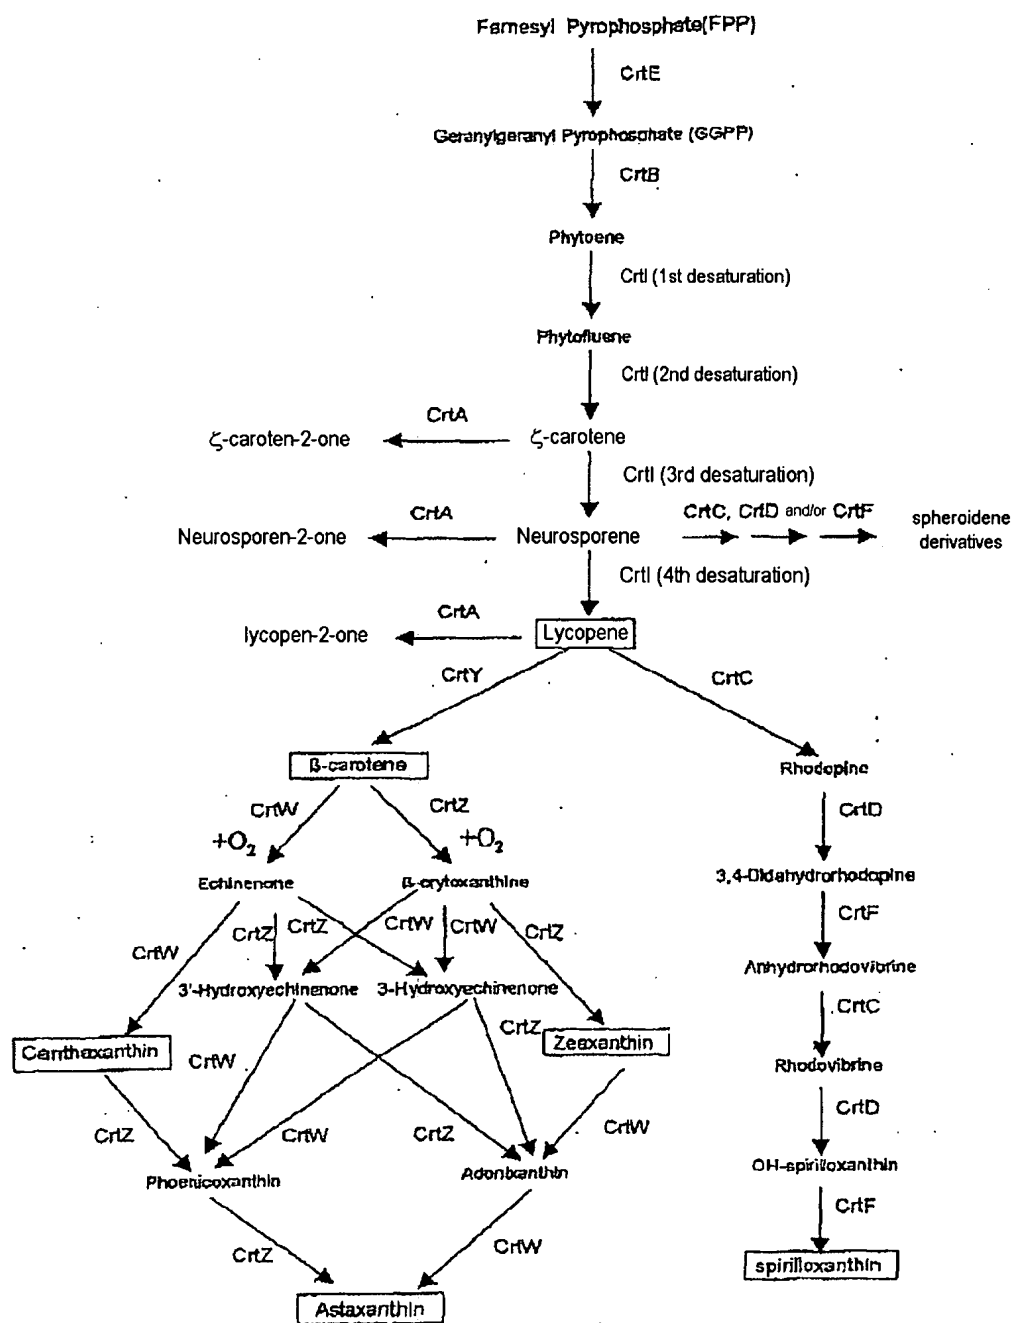 Farnesyl Pyrophosphate(FPP)
CrtE
Geranylgeranyl Pyrophosphate (GGPP)
CrtB
Phytoene
CrtI (1st desaturation)
Phytofluene
CrtI (2nd desaturation)
CrtA
ζ-caroten-2-one
ζ-carotene
CrtI (3rd desaturation)
CrtA
CrtC, CrtD and/or CrtF
Neurosporen-2-one
Neurosporene
spheroidene
derivatives
CrtI (4th desaturation)
CrtA
lycopen-2-one
Lycopene
CrtY
CrtC
ß-carotene
Rhodopine
CrtW
CrtZ
CrtD
+O2
+O2
Echinenone
ß-crytoxanthine
3,4-Didahydrorhodopine
CrtF
CrtW
CrtZ
CrtZ
CrtW
CrtW
CrtZ
Anhydrorhodovibrine
3'-Hydroxyechinenone
3-Hydroxyechinenone
CrtC
Canthaxanthin
CrtW
CrtZ
Zeaxanthin
Rhodovibrine
CrtD
CrtZ
CrtW
CrtZ
CrtW
Phoenicoxanthin
Adonixanthin
OH-spirilloxanthin
CrtF
CrtZ
CrtW
spirilloxanthin
Astaxanthin